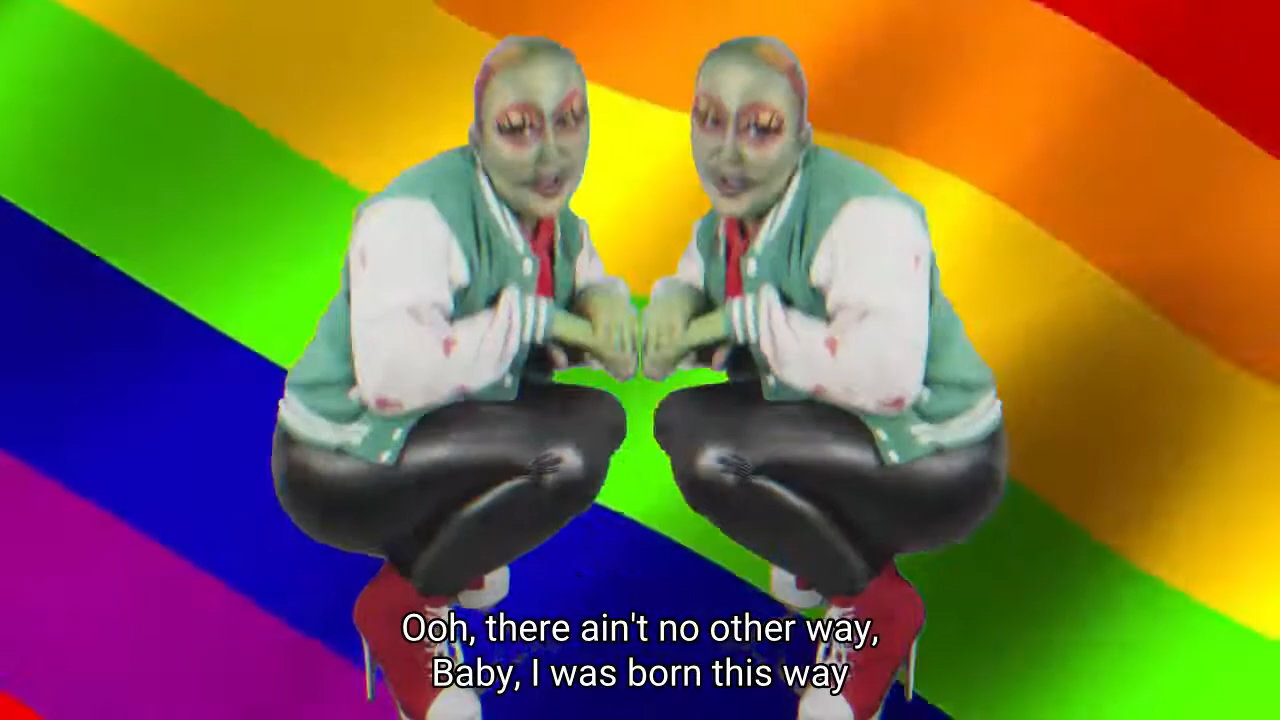 Ooh, there ain't no other way,
Baby, I was born this way